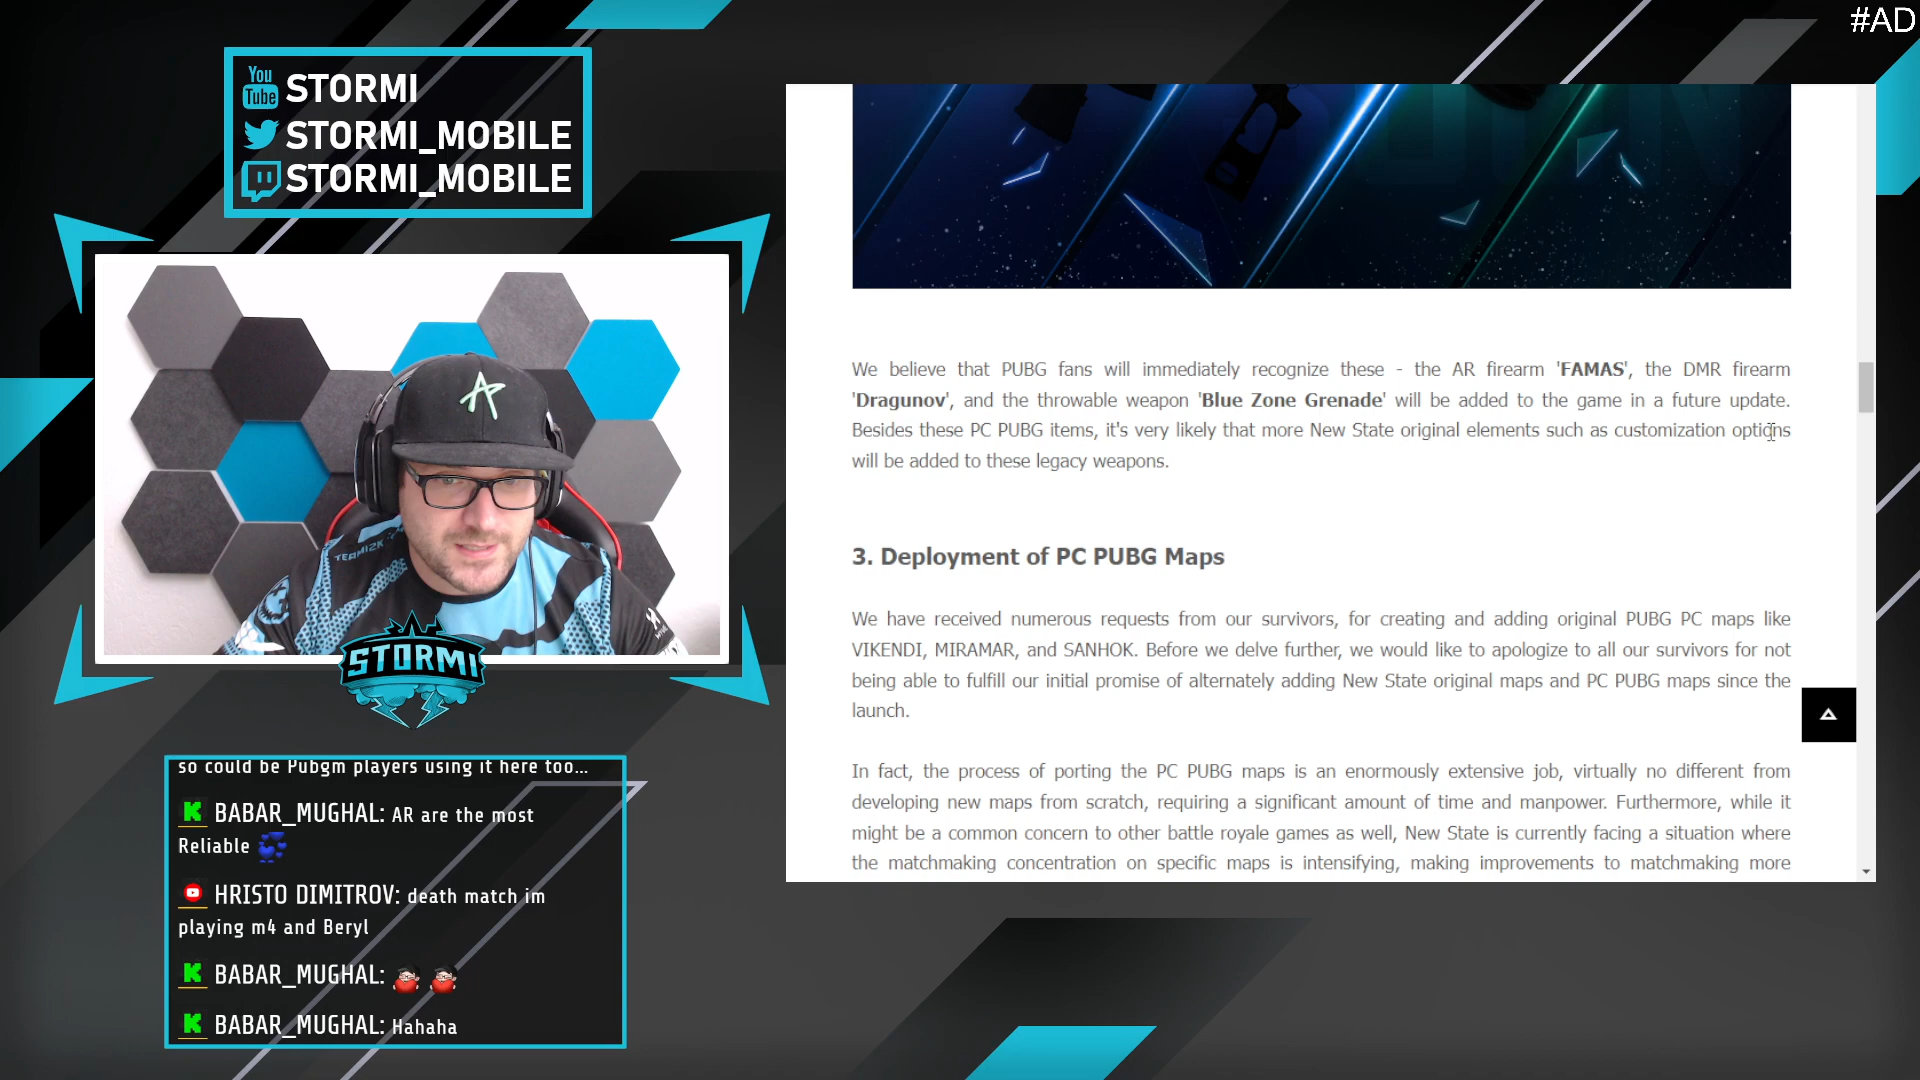 #AD
You
Tube STORMI
STORMI_MOBILE
STORMI_MOBILE
TEAM12K
STORMI
so could be Pubgm players using it here too...
BABAR_MUGHAL: AR are the most
Reliable
HRISTO DIMITROV: death match im
playing m4 and Beryl
BABAR_MUGHAL:
BABAR_MUGHAL: Hahaha
We believe that PUBG fans will immediately recognize these - the AR firearm 'FAMAS', the DMR firearm
'Dragunov', and the throwable weapon 'Blue Zone Grenade' will be added to the game in a future update.
Besides these PC PUBG items, it's very likely that more New State original elements such as customization options
will be added to these legacy weapons.
3. Deployment of PC PUBG Maps
We have received numerous requests from our survivors, for creating and adding original PUBG PC maps like
VIKENDI, MIRAMAR, and SANHOK. Before we delve further, we would like to apologize to all our survivors for not
being able to fulfill our initial promise of alternately adding New State original maps and PC PUBG maps since the
launch.
In fact, the process of porting the PC PUBG maps is an enormously extensive job, virtually no different from
developing new maps from scratch, requiring a significant amount of time and manpower. Furthermore, while it
might be a common concern to other battle royale games as well, New State is currently facing a situation where
the matchmaking concentration on specific maps is intensifying, making improvements to matchmaking more